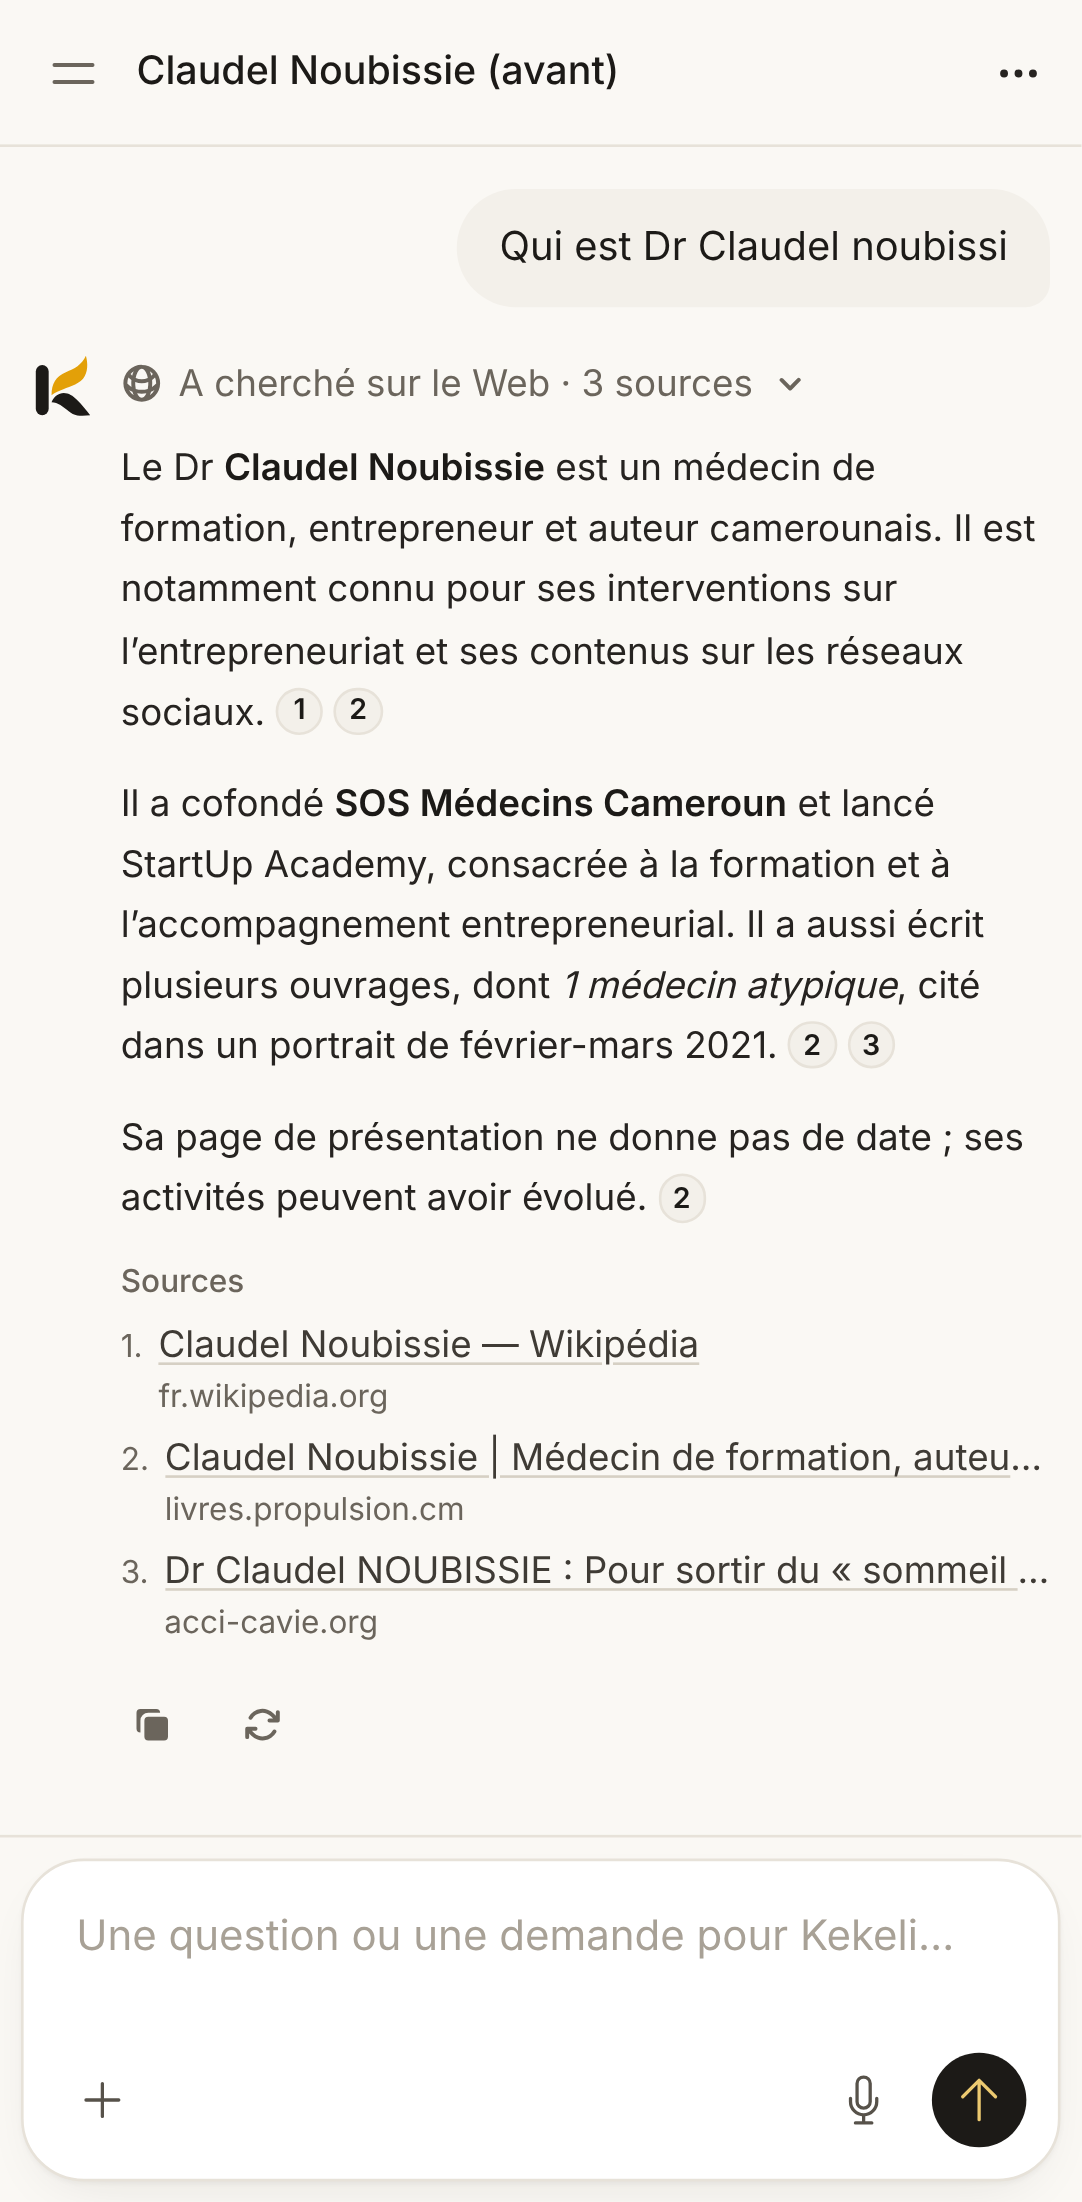 Claudel Noubissie (avant)
Qui est Dr Claudel noubissi
A cherché sur le Web · 3 sources
Le Dr Claudel Noubissie est un médecin de
formation, entrepreneur et auteur camerounais. Il est
notamment connu pour ses interventions sur
l’entrepreneuriat et ses contenus sur les réseaux
sociaux. 1 2
Il a cofondé SOS Médecins Cameroun et lancé
StartUp Academy, consacrée à la formation et à
l’accompagnement entrepreneurial. Il a aussi écrit
plusieurs ouvrages, dont 1 médecin atypique, cité
dans un portrait de février-mars 2021. 2 3
Sa page de présentation ne donne pas de date ; ses
activités peuvent avoir évolué. 2
Sources
1. Claudel Noubissie — Wikipédia
fr.wikipedia.org
2. Claudel Noubissie | Médecin de formation, auteu...
livres.propulsion.cm
3. Dr Claudel NOUBISSIE : Pour sortir du « sommeil ...
acci-cavie.org
Une question ou une demande pour Kekeli...